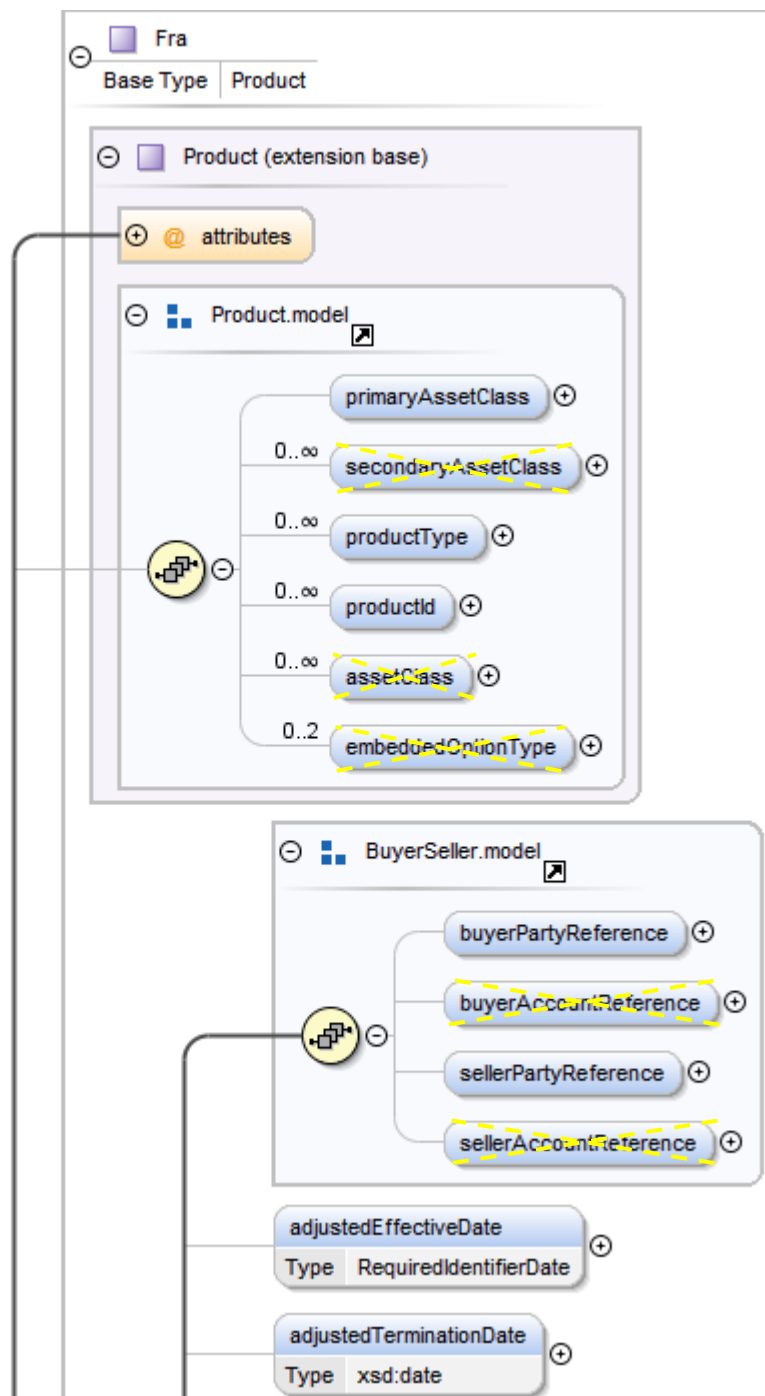 Fra
Base Type Product
Product (extension base)
@ attributes
Product.model
primaryAssetClass
0..∞
secondaryAssetClass
0..∞
productType
0..∞
productId
0..∞
assetClass
0..2
embeddedOptionType
BuyerSeller.model
buyerPartyReference
buyerAccountReference
sellerPartyReference
sellerAccountReference
adjustedEffectiveDate
Type RequiredIdentifierDate
adjustedTerminationDate
Type xsd:date